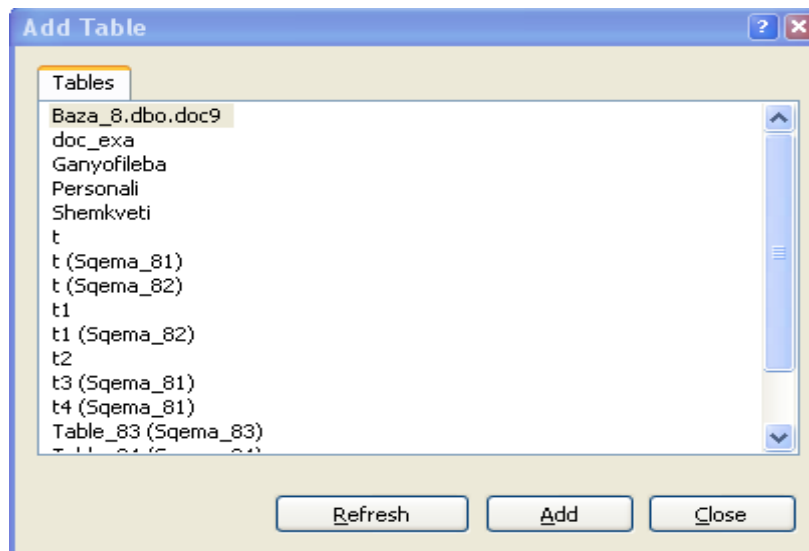 Add Table
Tables
Baza_8.dbo.doc9
doc_exa
Ganyofileba
Personali
Shemkveti
t
t (Sqema_81)
t (Sqema_82)
t1
t1 (Sqema_82)
t2
t3 (Sqema_81)
t4 (Sqema_81)
Table_83 (Sqema_83)
Refresh Add Close